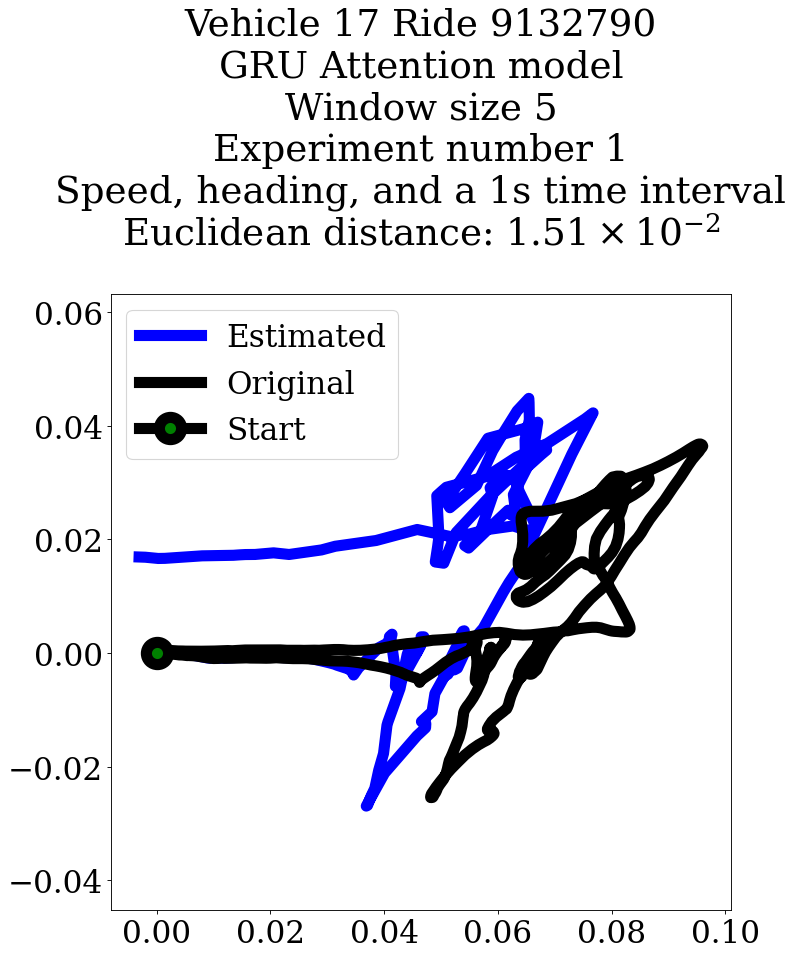 Vehicle 17 Ride 9132790
GRU Attention model
Window size 5
Experiment number 1
Speed, heading, and a 1s time interval
Euclidean distance: 1.51 × 10⁻²
Estimated
Original
Start
0.06
0.04
0.02
0.00
−0.02
−0.04
0.00 0.02 0.04 0.06 0.08 0.10